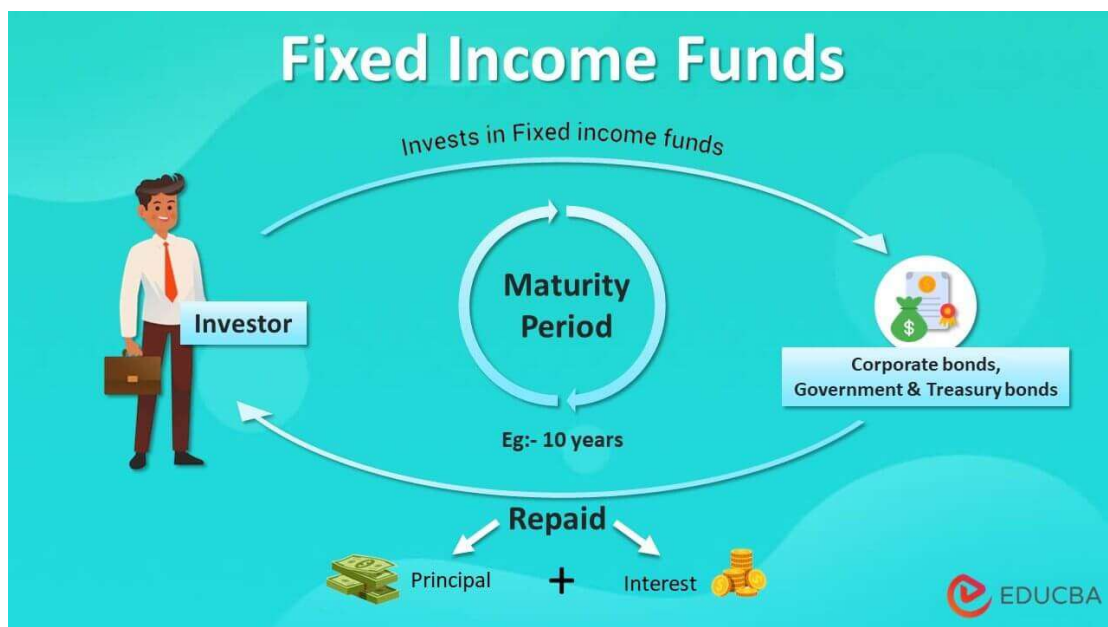 Fixed Income Funds
Invests in Fixed income funds
Maturity
Period
Investor
$
Corporate bonds,
Government & Treasury bonds
Eg:- 10 years
Repaid
Principal + Interest
EDUCBA